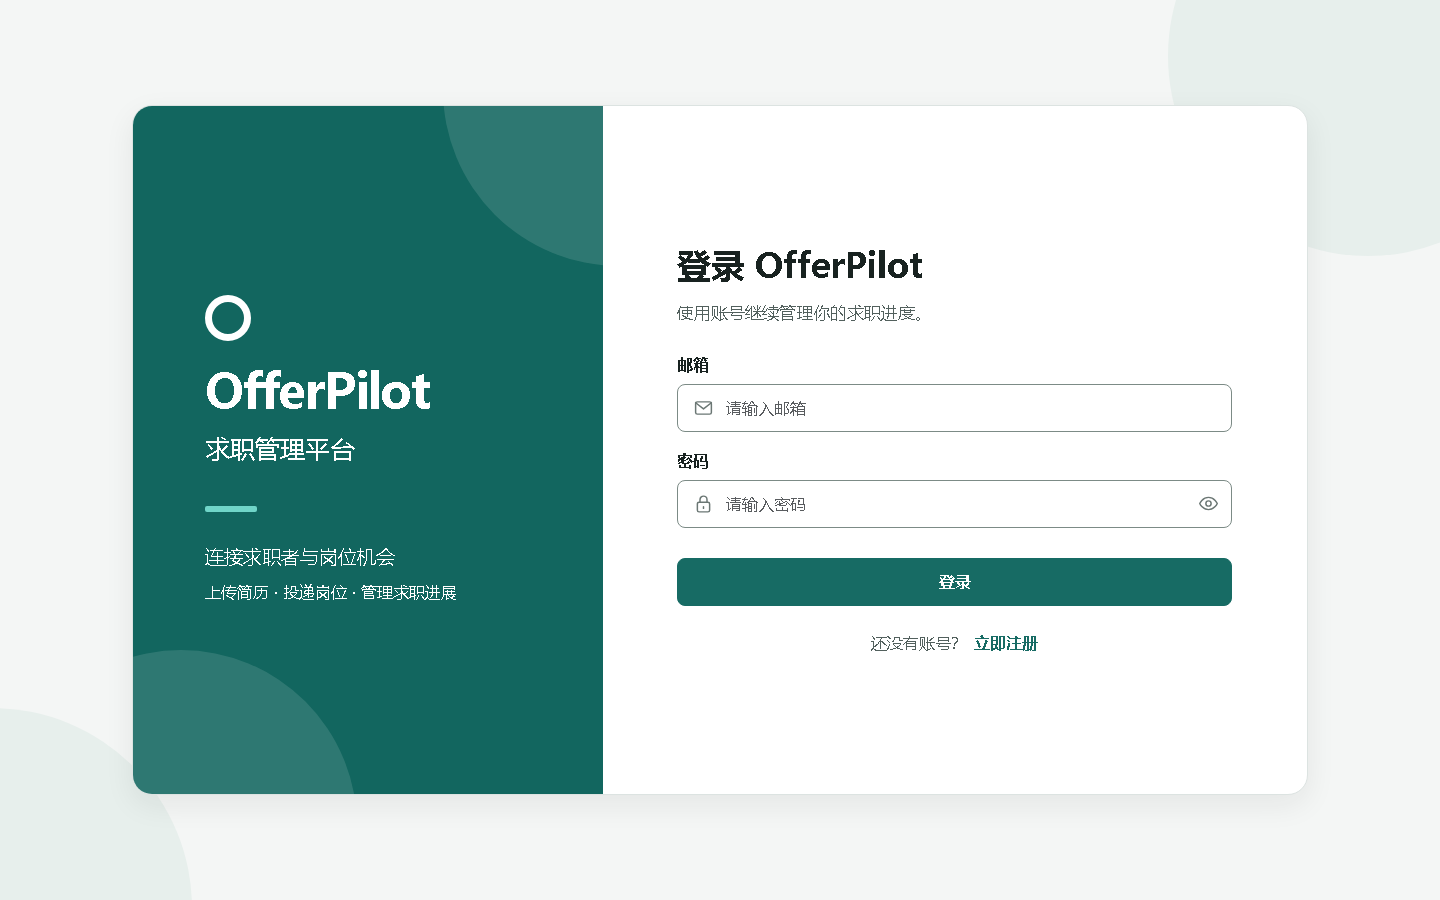 OfferPilot
求职管理平台
连接求职者与岗位机会
上传简历 · 投递岗位 · 管理求职进展
登录 OfferPilot
使用账号继续管理你的求职进度。
邮箱
请输入邮箱
密码
请输入密码
登录
还没有账号？ 立即注册